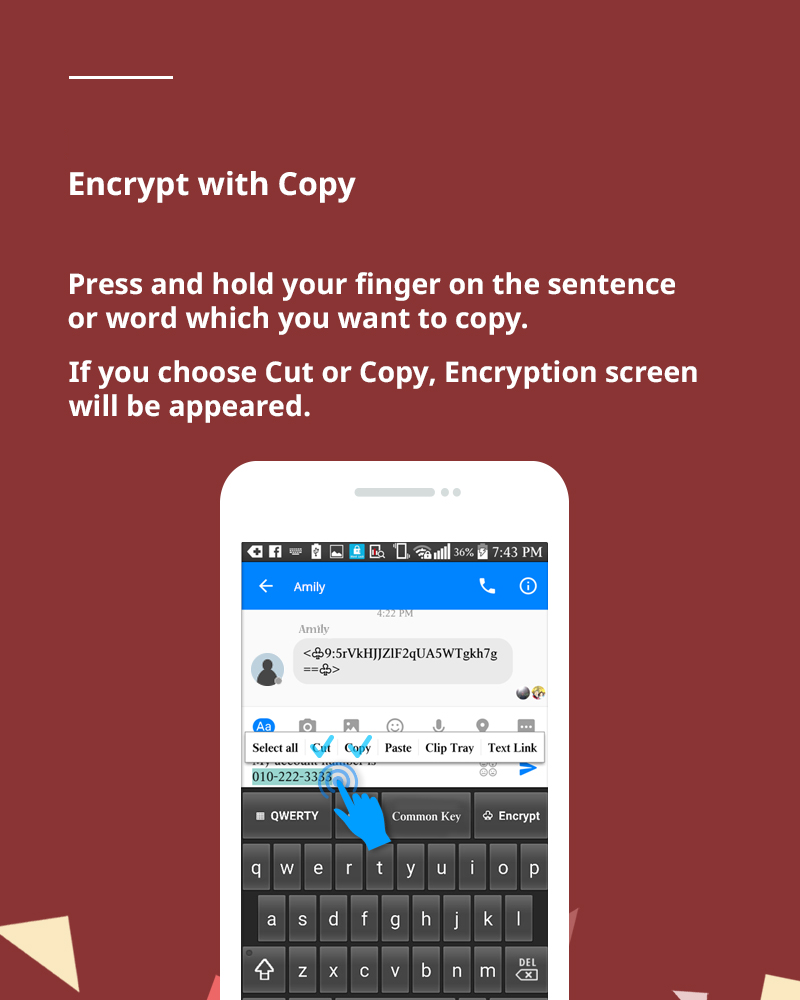 Encrypt with Copy
Press and hold your finger on the sentence
or word which you want to copy.
If you choose Cut or Copy, Encryption screen
will be appeared.
36% 7:43 PM
Amily
4:22 PM
Amily
<♧9:5rVkHJJZlF2qUA5WTgkh7g
==♧>
Aa
Select all Cut Copy Paste Clip Tray Text Link
My account number is
010-222-3333
QWERTY Common Key Encrypt
q w e r t y u i o p
a s d f g h j k l
z x c v b n m DEL